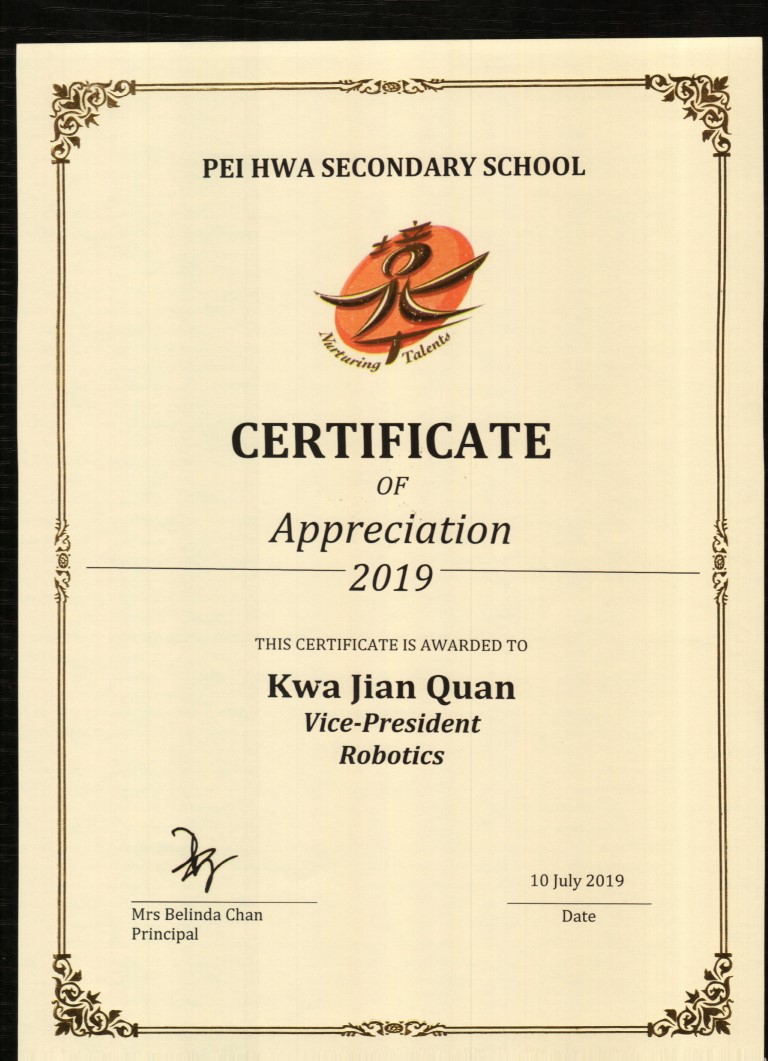 PEI HWA SECONDARY SCHOOL
Nurturing Talents
CERTIFICATE
OF
Appreciation
2019
THIS CERTIFICATE IS AWARDED TO
Kwa Jian Quan
Vice-President
Robotics
10 July 2019
Mrs Belinda Chan
Date
Principal